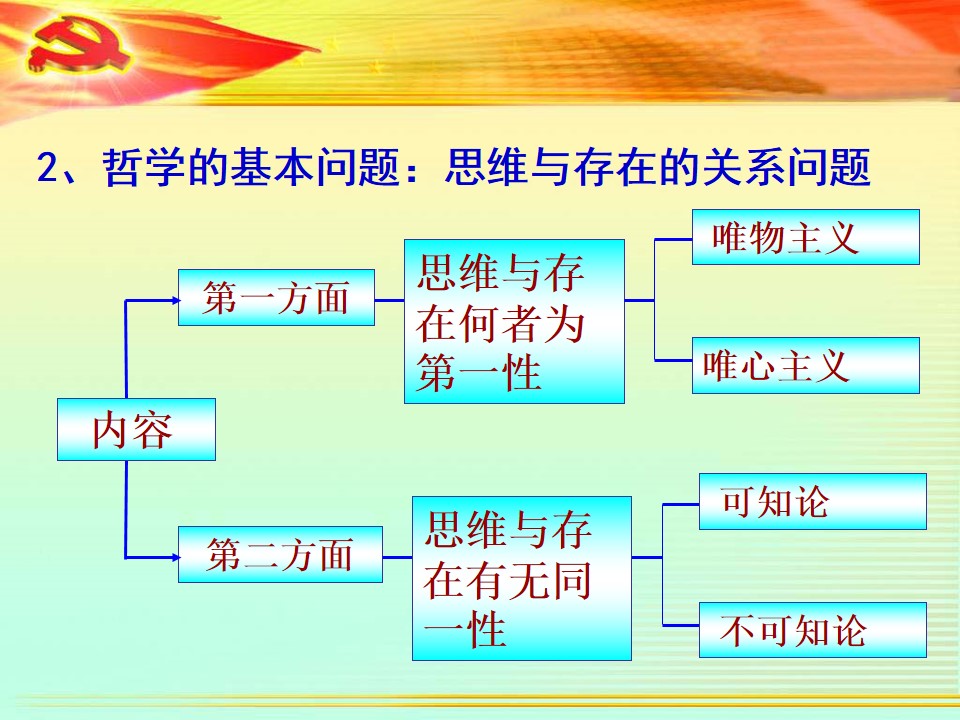 2、哲学的基本问题：思维与存在的关系问题
内容
第一方面
思维与存
在何者为
第一性
唯物主义
唯心主义
第二方面
思维与存
在有无同
一性
可知论
不可知论